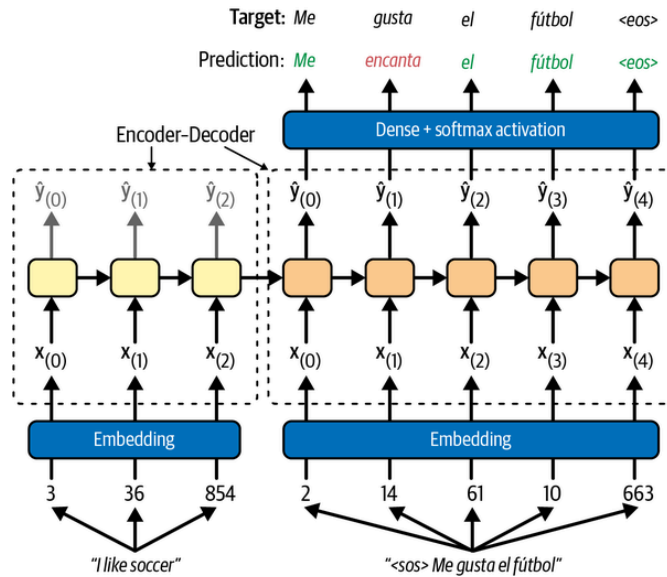 Target: Me gusta el fútbol <eos>
Prediction: Me encanta el fútbol <eos>
Dense + softmax activation
Encoder–Decoder
ŷ(0) ŷ(1) ŷ(2) ŷ(0) ŷ(1) ŷ(2) ŷ(3) ŷ(4)
x(0) x(1) x(2) x(0) x(1) x(2) x(3) x(4)
Embedding Embedding
3 36 854 2 14 61 10 663
“I like soccer” “<sos> Me gusta el fútbol”